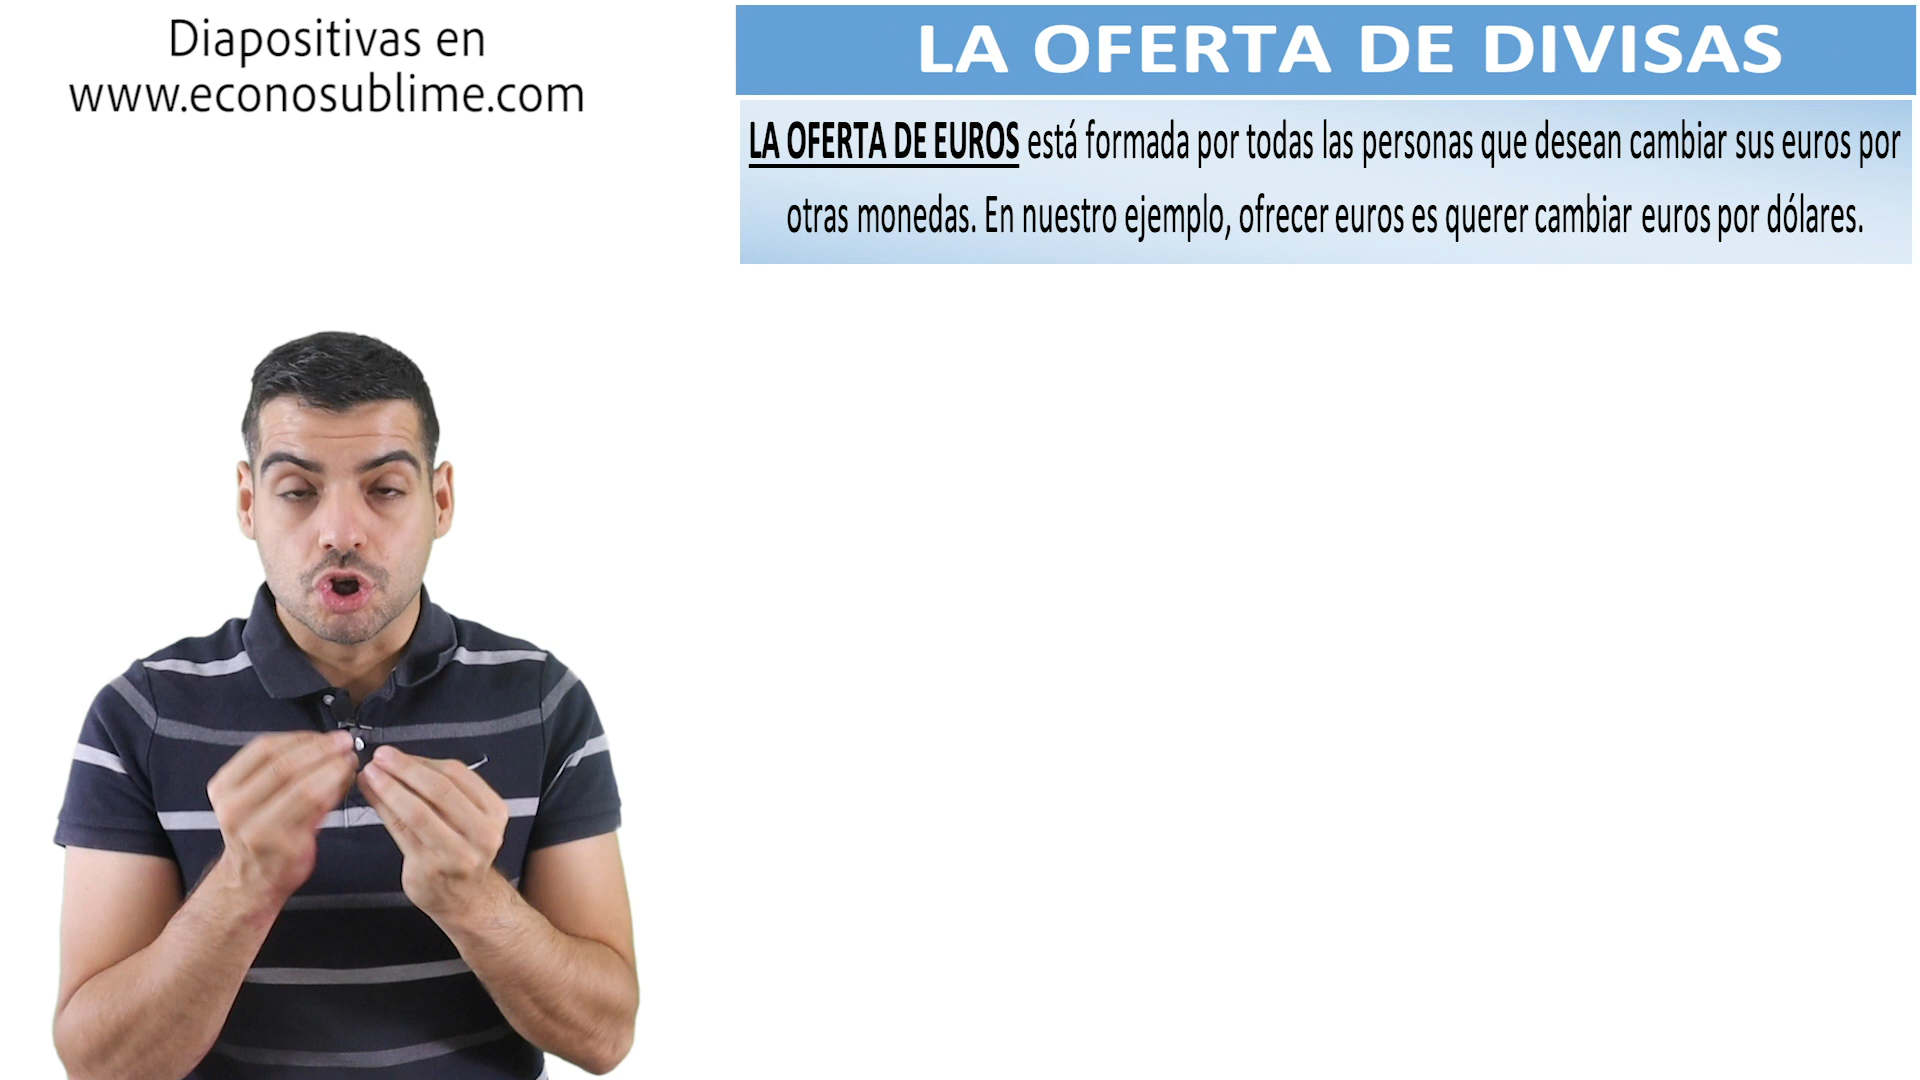 Diapositivas en
www.econosublime.com
LA OFERTA DE DIVISAS
LA OFERTA DE EUROS está formada por todas las personas que desean cambiar sus euros por
otras monedas. En nuestro ejemplo, ofrecer euros es querer cambiar euros por dólares.